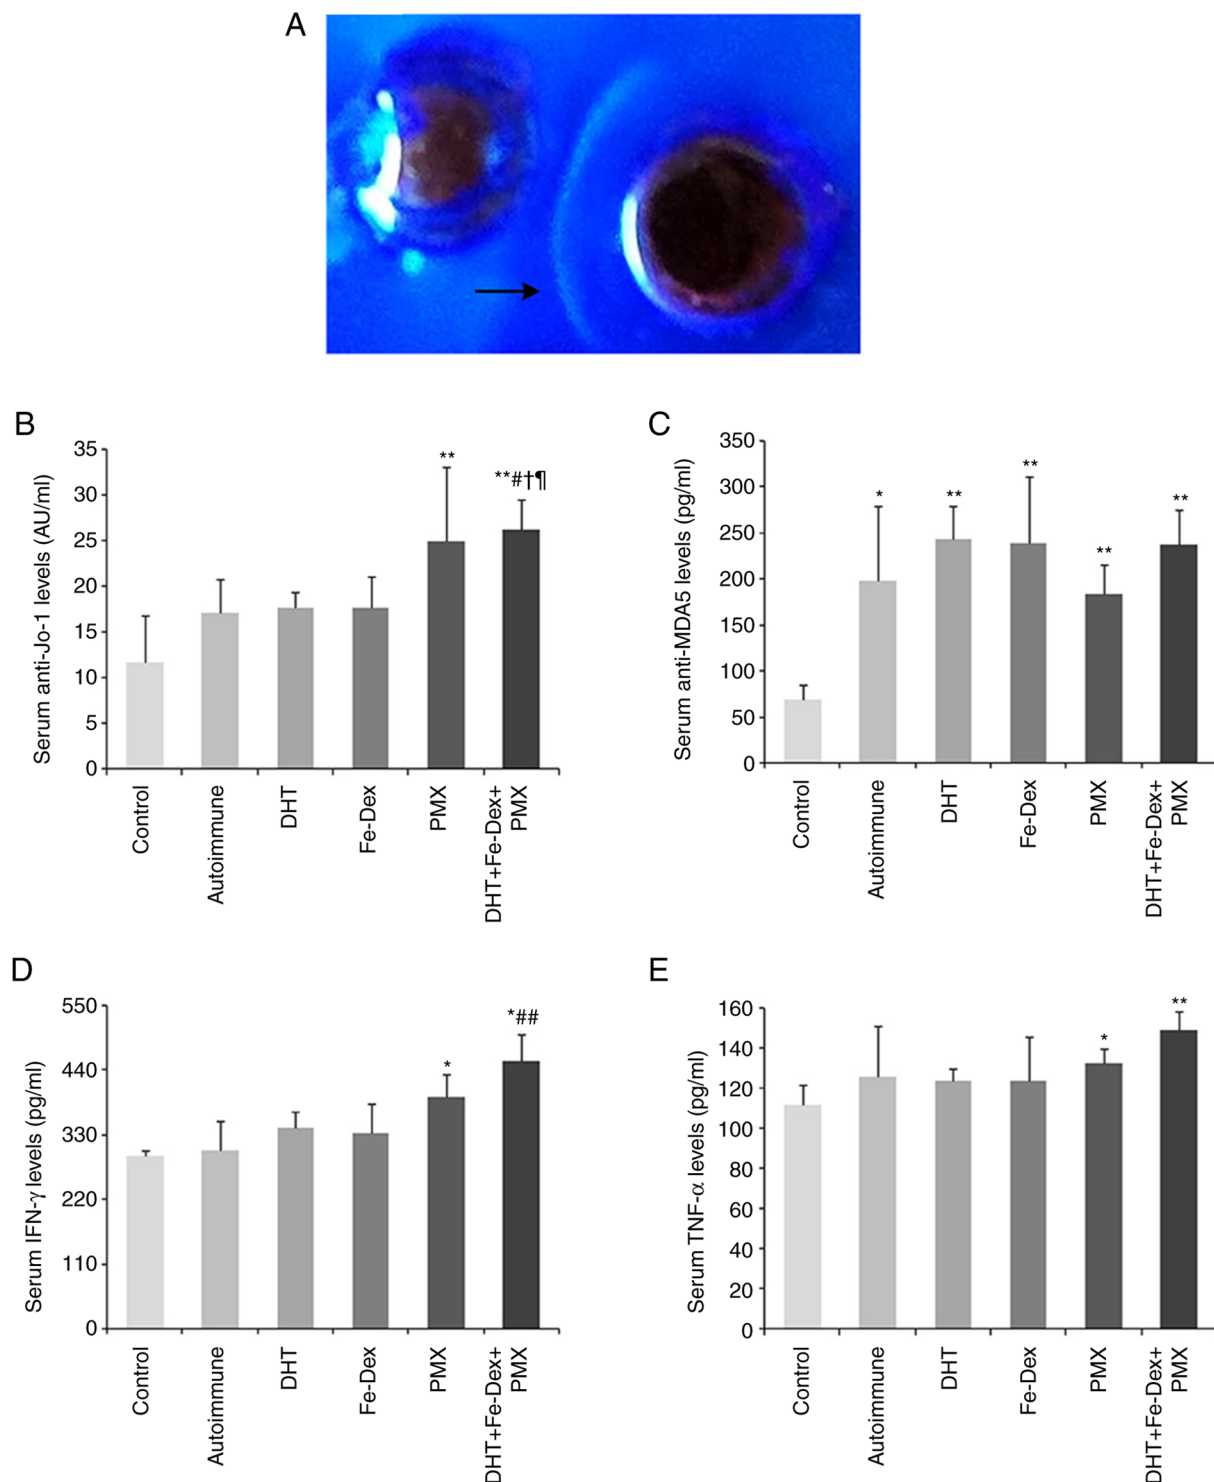 A
B
Serum anti-Jo-1 levels (AU/ml)
35
30
25
20
15
10
5
0
**
**#†¶
Control
Autoimmune
DHT
Fe-Dex
PMX
DHT+Fe-Dex+
PMX
C
Serum anti-MDA5 levels (pg/ml)
350
300
250
200
150
100
50
0
*
**
**
**
**
Control
Autoimmune
DHT
Fe-Dex
PMX
DHT+Fe-Dex+
PMX
D
Serum IFN-γ levels (pg/ml)
550
440
330
220
110
0
*
*##
Control
Autoimmune
DHT
Fe-Dex
PMX
DHT+Fe-Dex+
PMX
E
Serum TNF-α levels (pg/ml)
160
140
120
100
80
60
40
20
0
*
**
Control
Autoimmune
DHT
Fe-Dex
PMX
DHT+Fe-Dex+
PMX